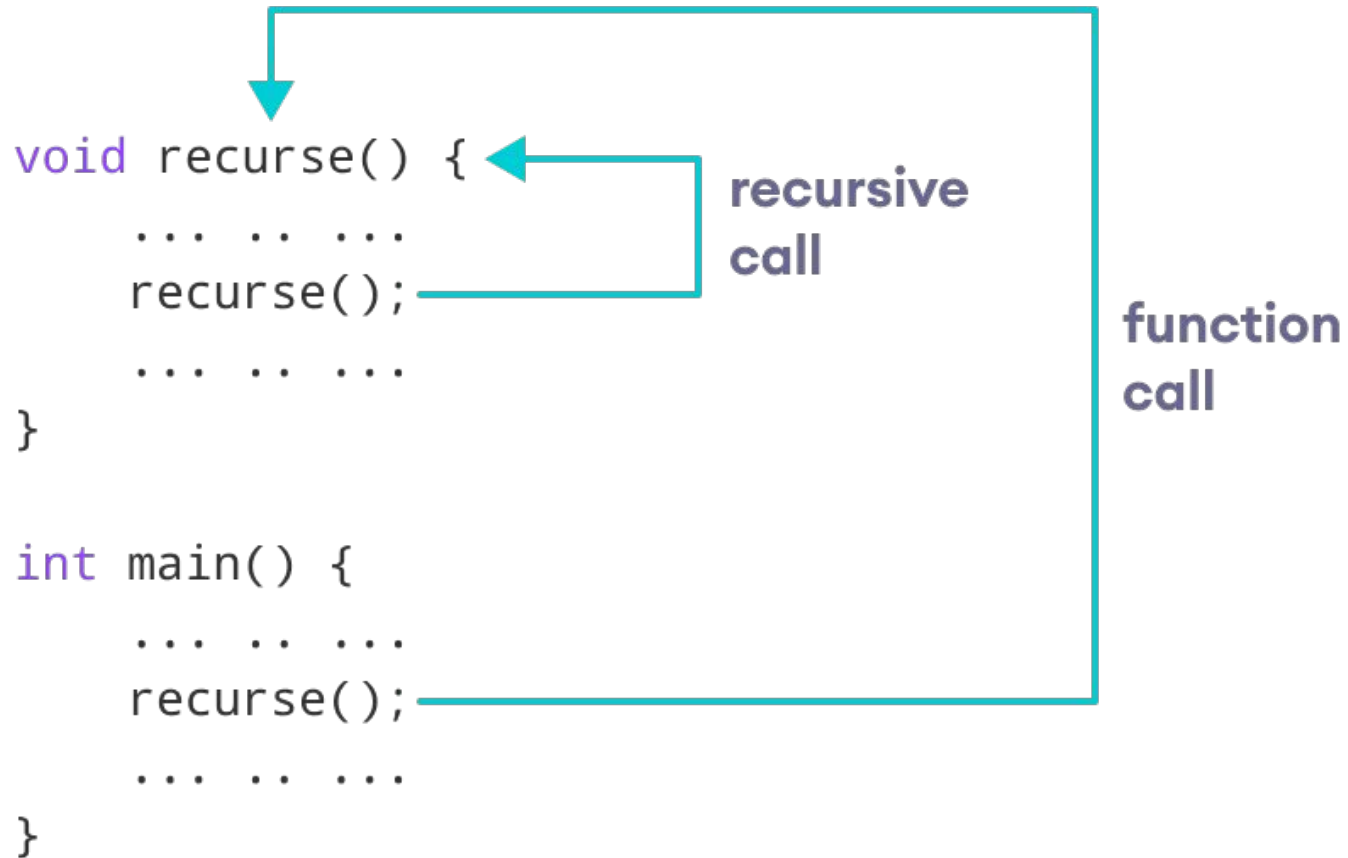 void recurse() {
... .. ...
recurse();
... .. ...
}
recursive
call
function
call
int main() {
... .. ...
recurse();
... .. ...
}